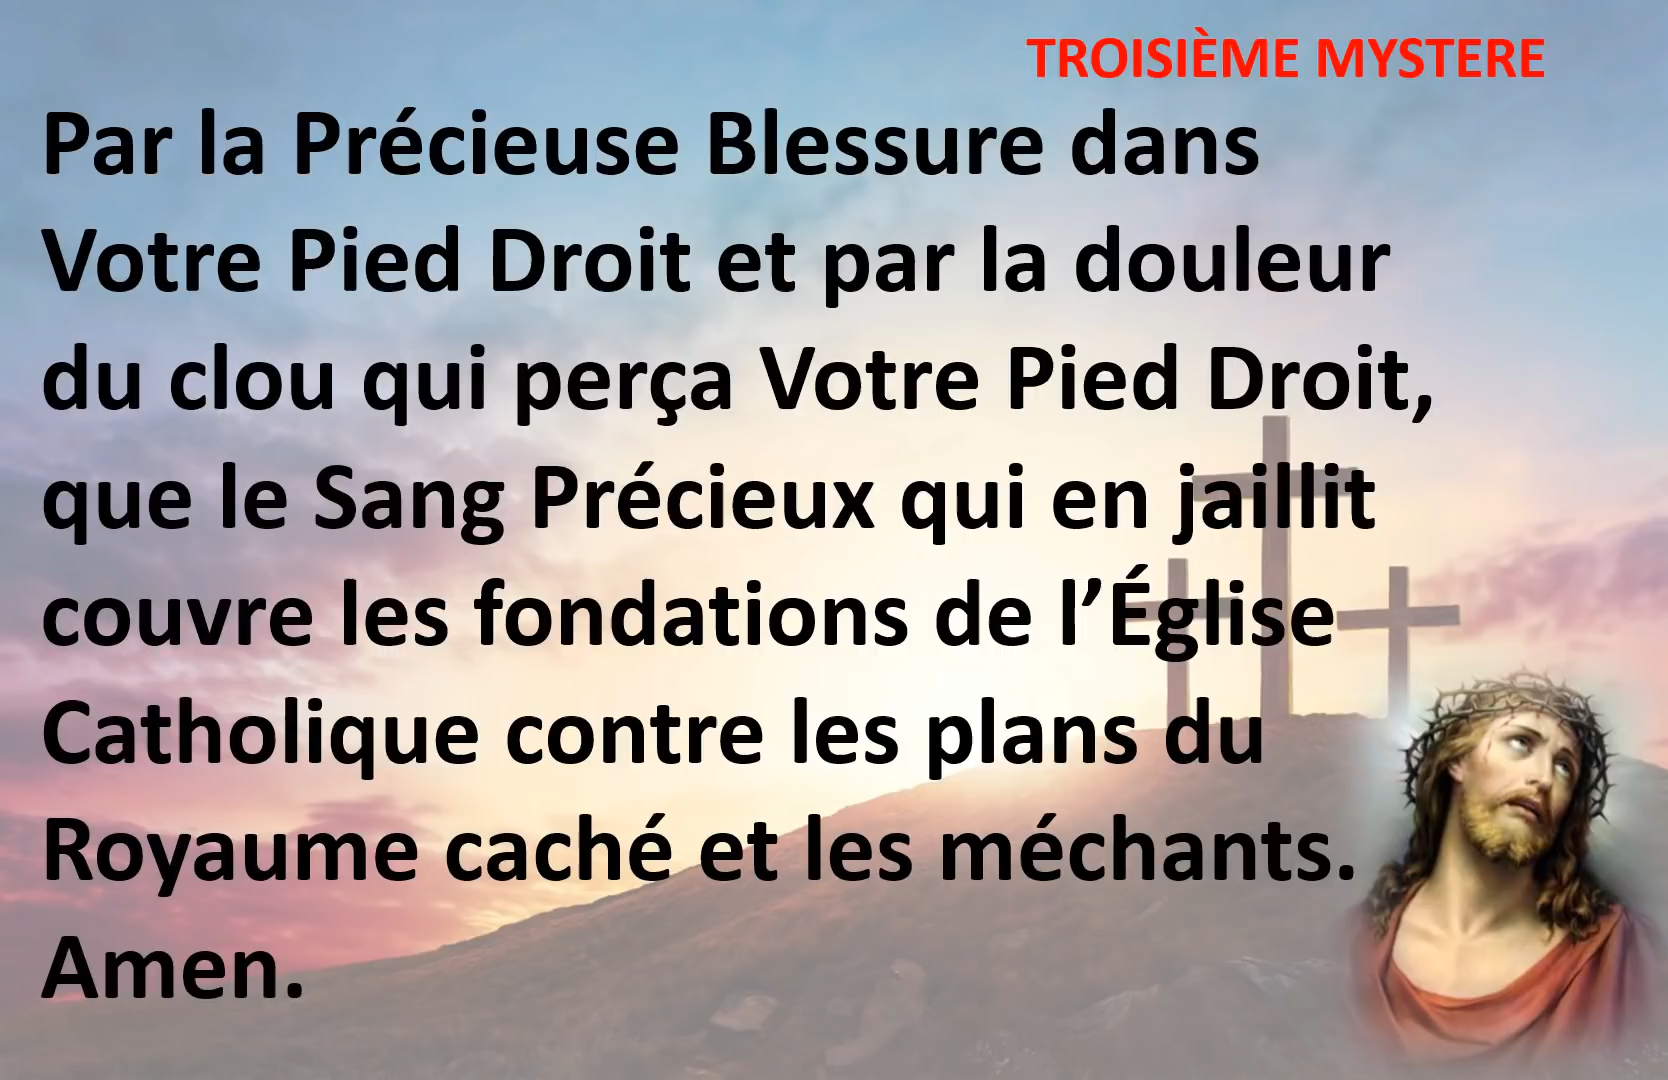 TROISIÈME MYSTERE
Par la Précieuse Blessure dans
Votre Pied Droit et par la douleur
du clou qui perça Votre Pied Droit,
que le Sang Précieux qui en jaillit
couvre les fondations de l’Église
Catholique contre les plans du
Royaume caché et les méchants.
Amen.